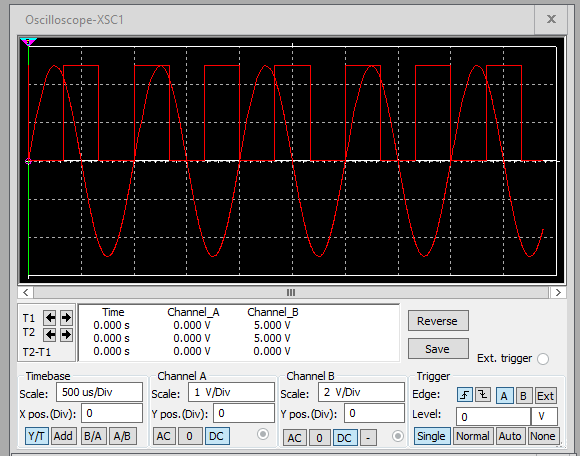 Oscilloscope-XSC1
Time Channel_A Channel_B
T1 0.000 s 0.000 V 5.000 V
T2 0.000 s 0.000 V 5.000 V
T2-T1 0.000 s 0.000 V 0.000 V
Reverse
Save
Ext. trigger
Timebase
Scale: 500 us/Div
X pos.(Div): 0
Y/T Add B/A A/B
Channel A
Scale: 1 V/Div
Y pos.(Div): 0
AC 0 DC
Channel B
Scale: 2 V/Div
Y pos.(Div): 0
AC 0 DC -
Trigger
Edge: A B Ext
Level: 0 V
Single Normal Auto None